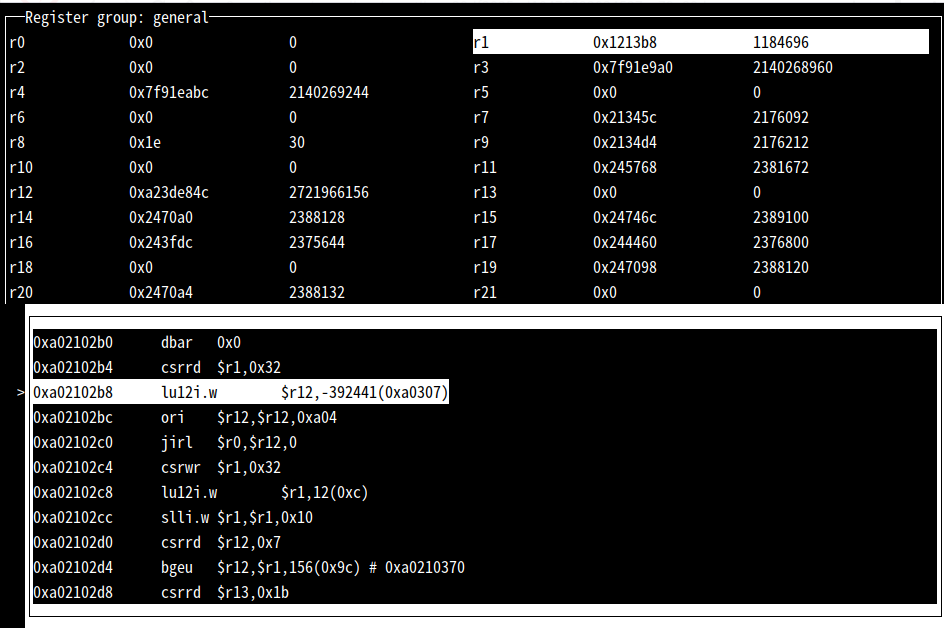 Register group: general
r0 0x0 0 r1 0x1213b8 1184696
r2 0x0 0 r3 0x7f91e9a0 2140268960
r4 0x7f91eabc 2140269244 r5 0x0 0
r6 0x0 0 r7 0x21345c 2176092
r8 0x1e 30 r9 0x2134d4 2176212
r10 0x0 0 r11 0x245768 2381672
r12 0xa23de84c 2721966156 r13 0x0 0
r14 0x2470a0 2388128 r15 0x24746c 2389100
r16 0x243fdc 2375644 r17 0x244460 2376800
r18 0x0 0 r19 0x247098 2388120
r20 0x2470a4 2388132 r21 0x0 0
0xa02102b0 dbar 0x0
0xa02102b4 csrrd $r1,0x32
>0xa02102b8 lu12i.w $r12,-392441(0xa0307)
0xa02102bc ori $r12,$r12,0xa04
0xa02102c0 jirl $r0,$r12,0
0xa02102c4 csrwr $r1,0x32
0xa02102c8 lu12i.w $r1,12(0xc)
0xa02102cc slli.w $r1,$r1,0x10
0xa02102d0 csrrd $r12,0x7
0xa02102d4 bgeu $r12,$r1,156(0x9c) # 0xa0210370
0xa02102d8 csrrd $r13,0x1b